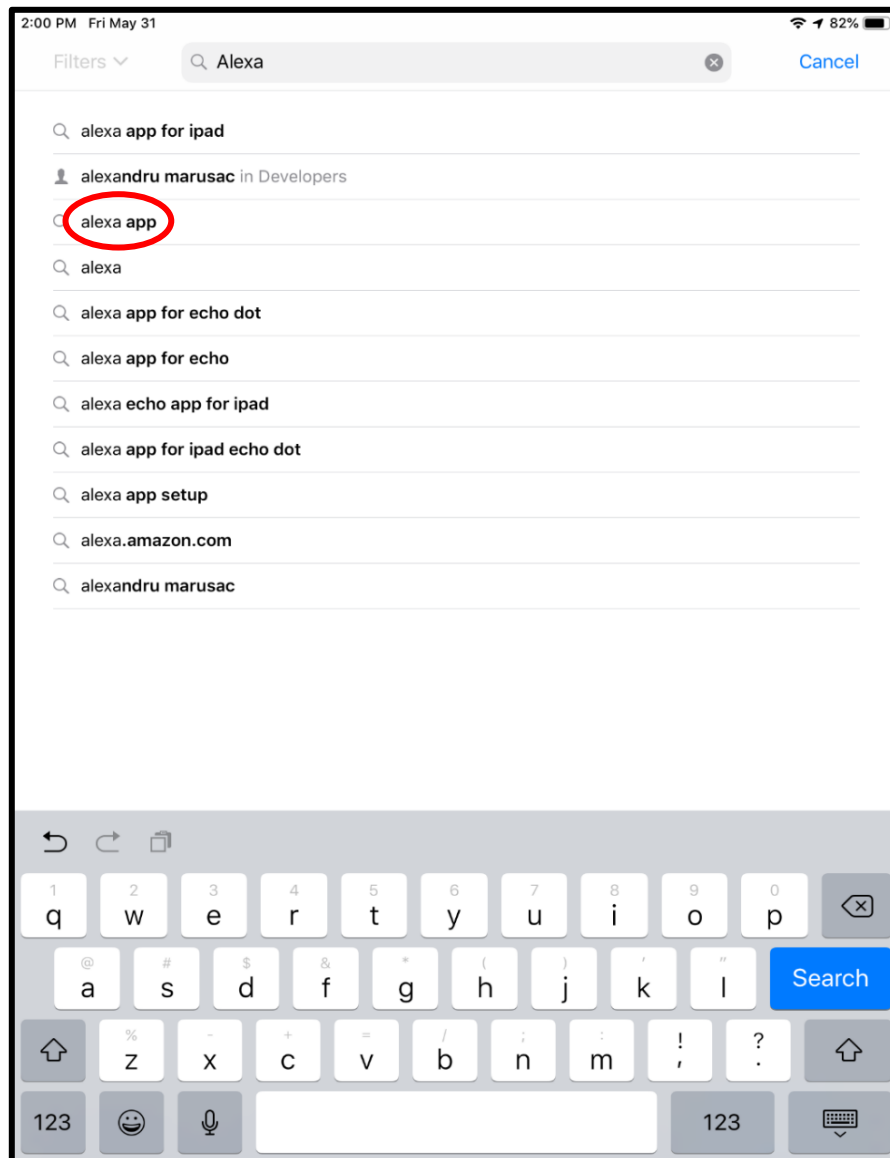 2:00 PM Fri May 31 82%
Filters Alexa Cancel
alexa app for ipad
alexandru marusac in Developers
alexa app
alexa
alexa app for echo dot
alexa app for echo
alexa echo app for ipad
alexa app for ipad echo dot
alexa app setup
alexa.amazon.com
alexandru marusac
1 2 3 4 5 6 7 8 9 0
q w e r t y u i o p
@ # $ & * ( ) ' "
a s d f g h j k l Search
% - + = / ; : ! ?
z x c v b n m , .
123 123